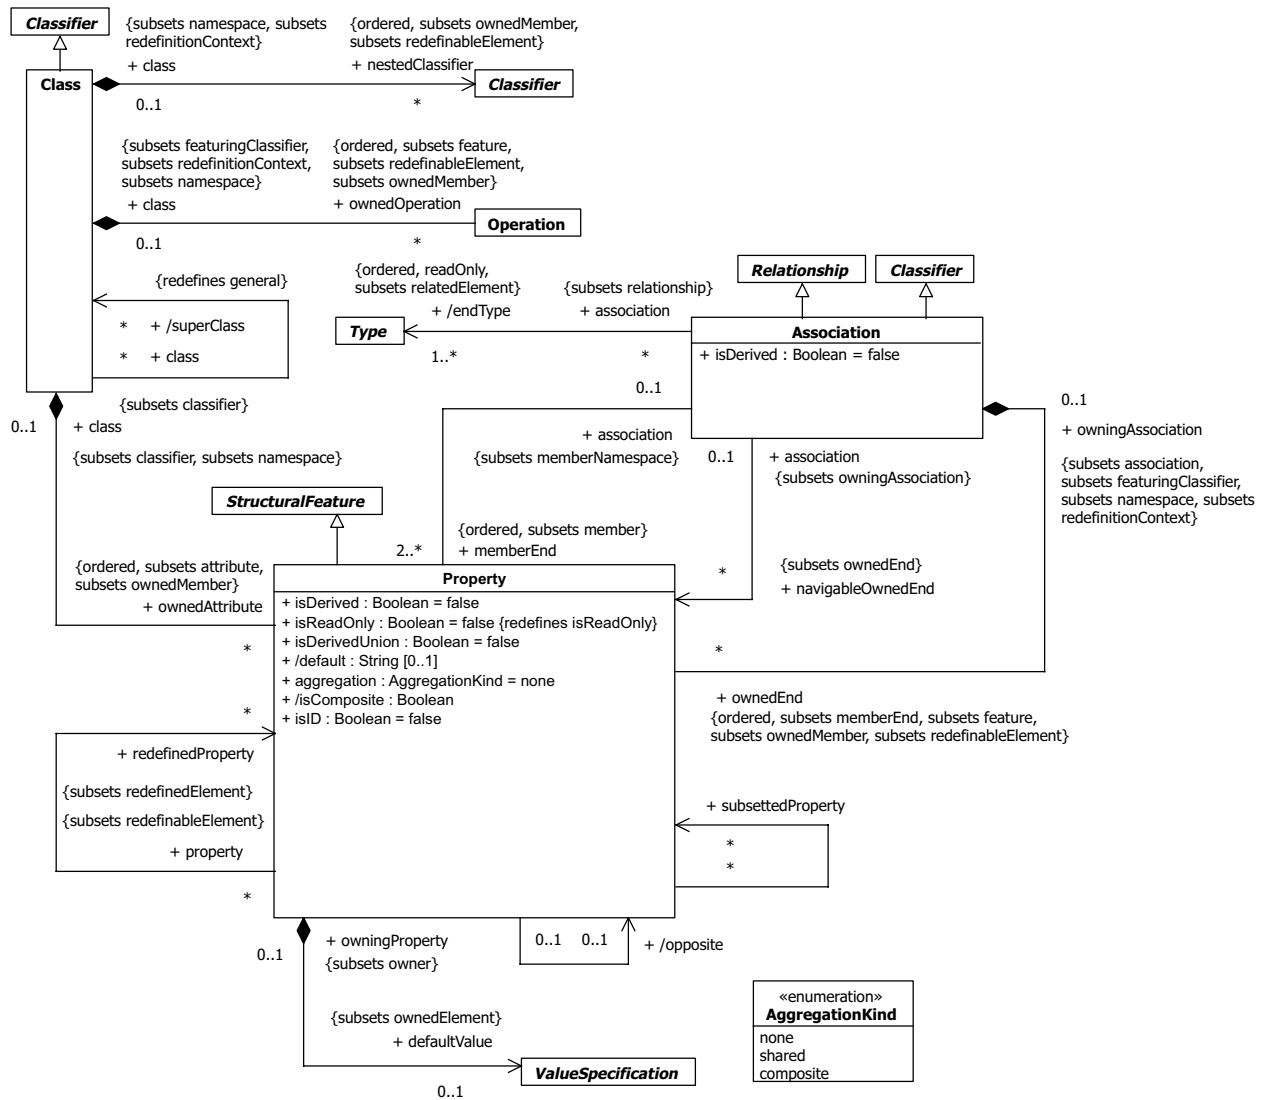 Classifier
{subsets namespace, subsets
redefinitionContext}
+ class
{ordered, subsets ownedMember,
subsets redefinableElement}
+ nestedClassifier
Class
Classifier
0..1
*
{subsets featuringClassifier,
subsets redefinitionContext,
subsets namespace}
+ class
{ordered, subsets feature,
subsets redefinableElement,
subsets ownedMember}
+ ownedOperation
Operation
0..1
*
{redefines general}
* + /superClass
* + class
{subsets classifier}
{ordered, readOnly,
subsets relatedElement}
+ /endType
{subsets relationship}
+ association
Relationship
Classifier
Type
1..*
*
Association
+ isDerived : Boolean = false
0..1
0..1
+ class
{subsets classifier, subsets namespace}
+ association
{subsets memberNamespace}
0..1
+ association
{subsets owningAssociation}
0..1
+ owningAssociation
{subsets association,
subsets featuringClassifier,
subsets namespace, subsets
redefinitionContext}
StructuralFeature
2..*
{ordered, subsets member}
+ memberEnd
{ordered, subsets attribute,
subsets ownedMember}
+ ownedAttribute
*
*
{subsets ownedEnd}
+ navigableOwnedEnd
Property
+ isDerived : Boolean = false
+ isReadOnly : Boolean = false {redefines isReadOnly}
+ isDerivedUnion : Boolean = false
+ /default : String [0..1]
+ aggregation : AggregationKind = none
+ /isComposite : Boolean
+ isID : Boolean = false
*
+ ownedEnd
{ordered, subsets memberEnd, subsets feature,
subsets ownedMember, subsets redefinableElement}
*
+ redefinedProperty
{subsets redefinedElement}
{subsets redefinableElement}
+ property
*
+ subsettedProperty
*
*
0..1
+ owningProperty
{subsets owner}
0..1 0..1
+ /opposite
{subsets ownedElement}
+ defaultValue
0..1
ValueSpecification
«enumeration»
AggregationKind
none
shared
composite